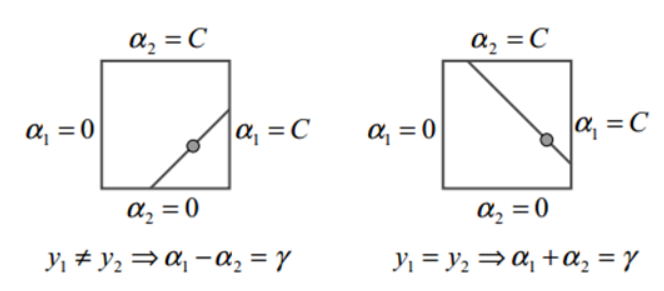 α₂ = C α₂ = C
α₁ = 0 α₁ = C α₁ = 0 α₁ = C
α₂ = 0 α₂ = 0
y₁ ≠ y₂ ⇒ α₁ − α₂ = γ y₁ = y₂ ⇒ α₁ + α₂ = γ